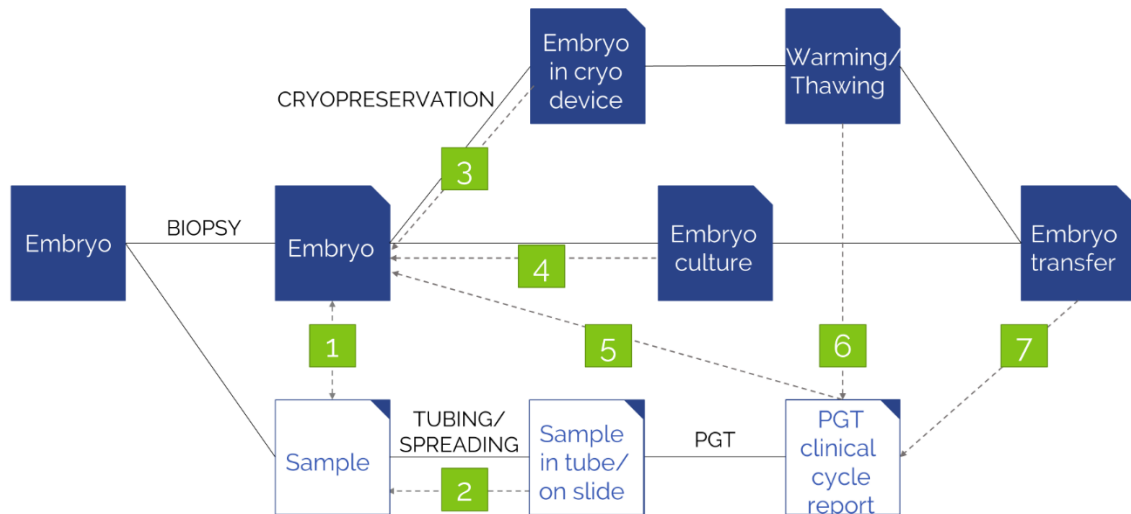 Embryo
in cryo
device
Warming/
Thawing
CRYOPRESERVATION
3
BIOPSY
Embryo
Embryo
Embryo
culture
Embryo
transfer
4
1
5
6
7
TUBING/
SPREADING
Sample
Sample
in tube/
on slide
PGT
PGT
clinical
cycle
report
2